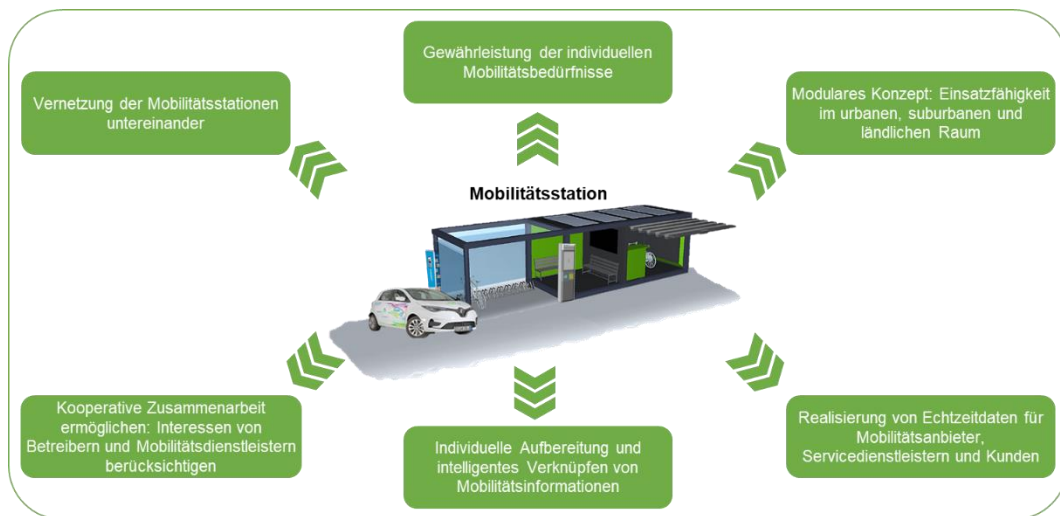 Gewährleistung der individuellen
Mobilitätsbedürfnisse
Vernetzung der Mobilitätsstationen
untereinander
Modulares Konzept: Einsatzfähigkeit
im urbanen, suburbanen und
ländlichen Raum
Mobilitätsstation
Kooperative Zusammenarbeit
ermöglichen: Interessen von
Betreibern und Mobilitätsdienstleistern
berücksichtigen
Individuelle Aufbereitung und
intelligentes Verknüpfen von
Mobilitätsinformationen
Realisierung von Echtzeitdaten für
Mobilitätsanbieter,
Servicedienstleistern und Kunden